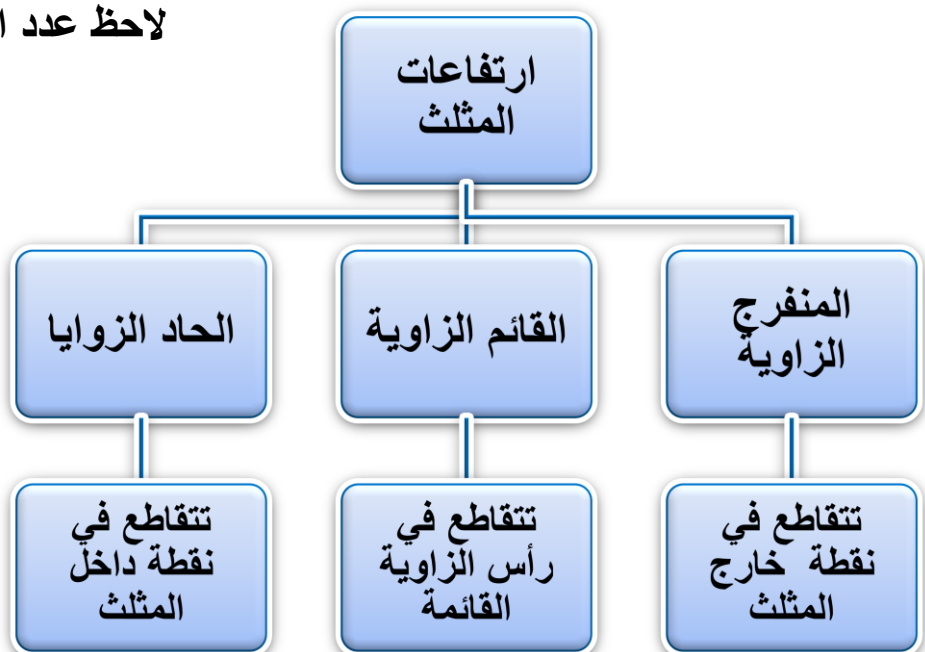 لاحظ عدد
ارتفاعات
المثلث
المنفرج
الزاوية
القائم الزاوية
الحاد الزوايا
تتقاطع في
نقطة خارج
المثلث
تتقاطع في
رأس الزاوية
القائمة
تتقاطع في
نقطة داخل
المثلث